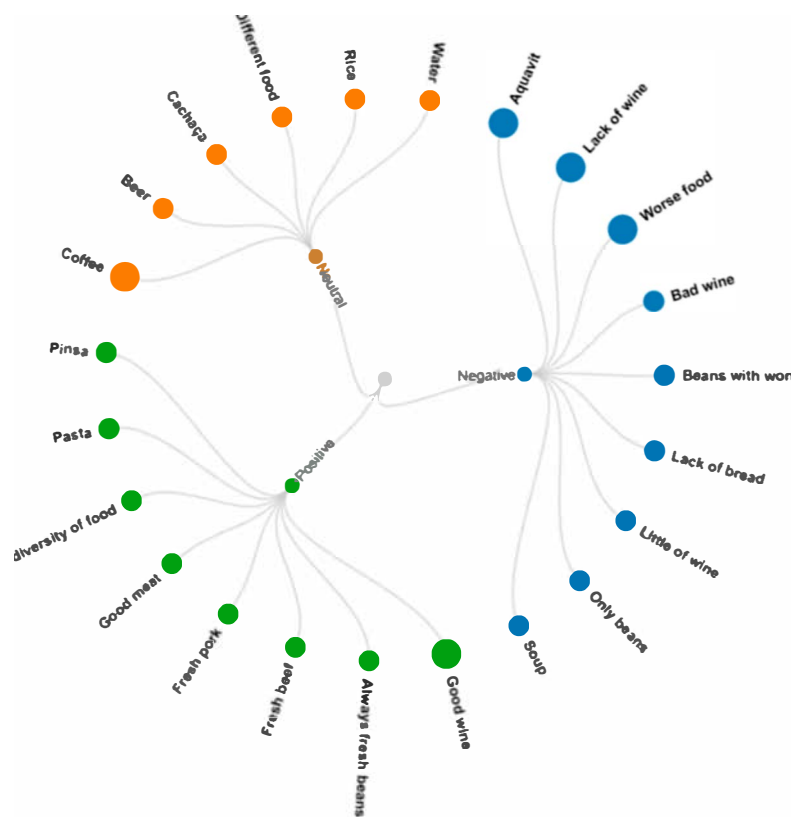 Different food
Rice
Water
Cachaça
Beer
Coffee
Neutral
Aquavit
Lack of wine
Worse food
Bad wine
Negative
Beans with wor
Lack of bread
Little of wine
Only beans
Soup
Pinsa
Pasta
Positive
diversity of food
Good meat
Fresh pork
Fresh beef
Always fresh beans
Good wine